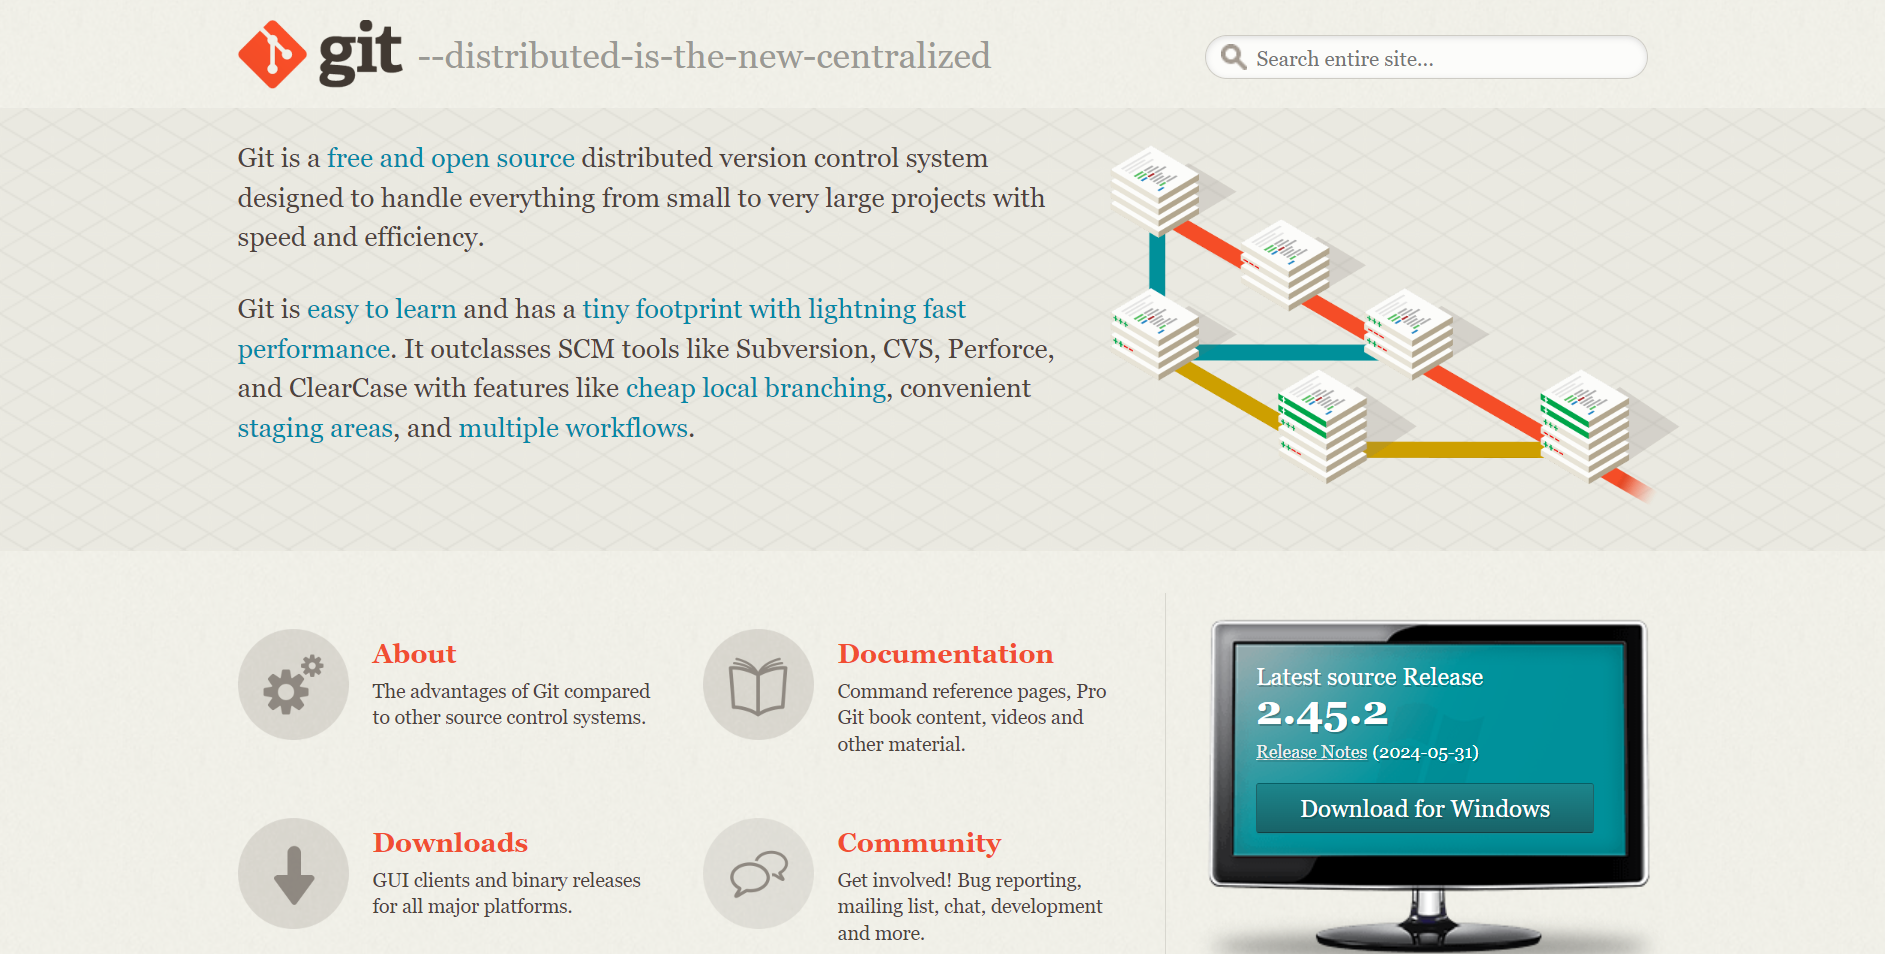 git --distributed-is-the-new-centralized
Search entire site...
Git is a free and open source distributed version control system
designed to handle everything from small to very large projects with
speed and efficiency.
Git is easy to learn and has a tiny footprint with lightning fast
performance. It outclasses SCM tools like Subversion, CVS, Perforce,
and ClearCase with features like cheap local branching, convenient
staging areas, and multiple workflows.
About
The advantages of Git compared
to other source control systems.
Documentation
Command reference pages, Pro
Git book content, videos and
other material.
Downloads
GUI clients and binary releases
for all major platforms.
Community
Get involved! Bug reporting,
mailing list, chat, development
and more.
Latest source Release
2.45.2
Release Notes (2024-05-31)
Download for Windows